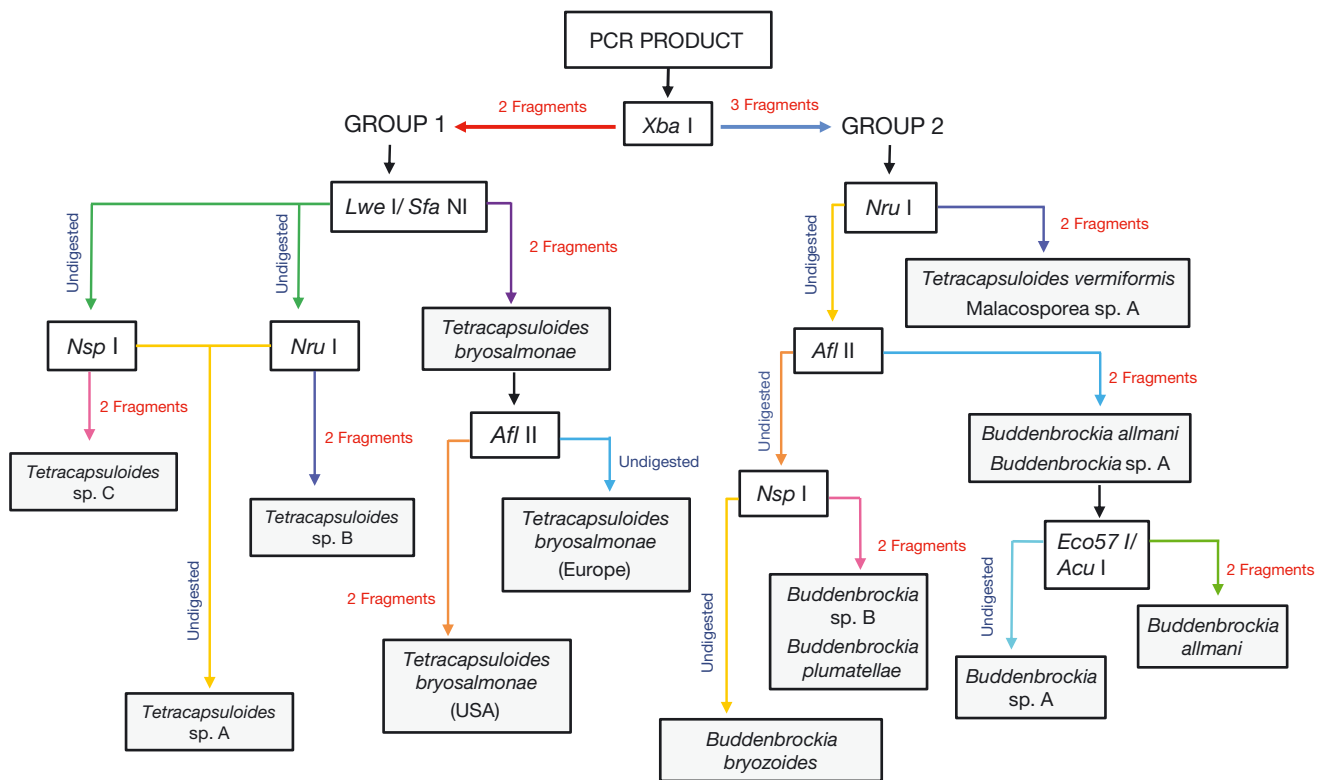 PCR PRODUCT
2 Fragments
3 Fragments
Xba I
GROUP 1
GROUP 2
Lwe I/ Sfa NI
Nru I
Undigested
Undigested
2 Fragments
Undigested
2 Fragments
Tetracapsuloides vermiformis
Malacosporea sp. A
Nsp I
Nru I
Tetracapsuloides
bryosalmonae
Afl II
2 Fragments
2 Fragments
Afl II
Undigested
Undigested
2 Fragments
Tetracapsuloides
sp. C
Tetracapsuloides
sp. B
Tetracapsuloides
bryosalmonae
(Europe)
Nsp I
Buddenbrockia allmani
Buddenbrockia sp. A
Undigested
2 Fragments
Undigested
2 Fragments
Eco57 I/
Acu I
Undigested
2 Fragments
Tetracapsuloides
sp. A
Tetracapsuloides
bryosalmonae
(USA)
Buddenbrockia
sp. B
Buddenbrockia
plumatellae
Buddenbrockia
sp. A
Buddenbrockia
allmani
Buddenbrockia
bryozoides